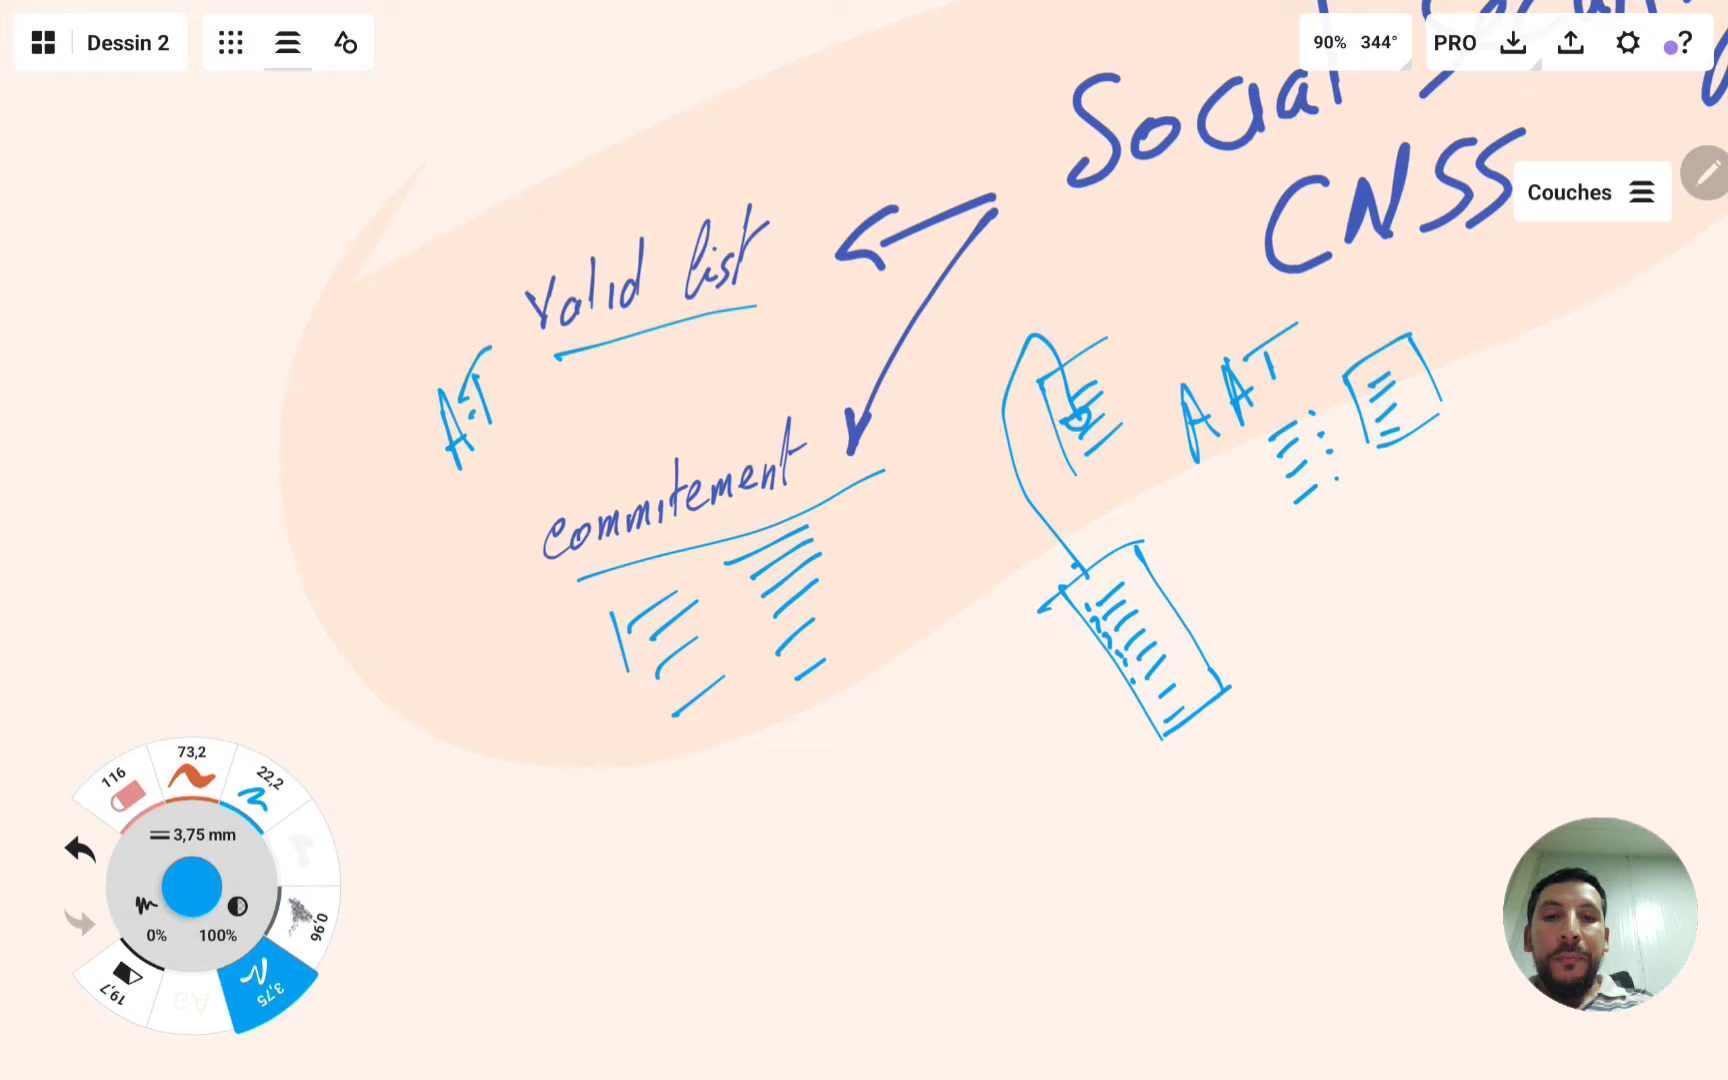 Dessin 2
90% 344°
PRO
?
Social
CNSS
Couches
Valid list
AAT
commitement
116
73,2
22,2
3,75 mm
0%
100%
0,96
3,75
Aa
19,7